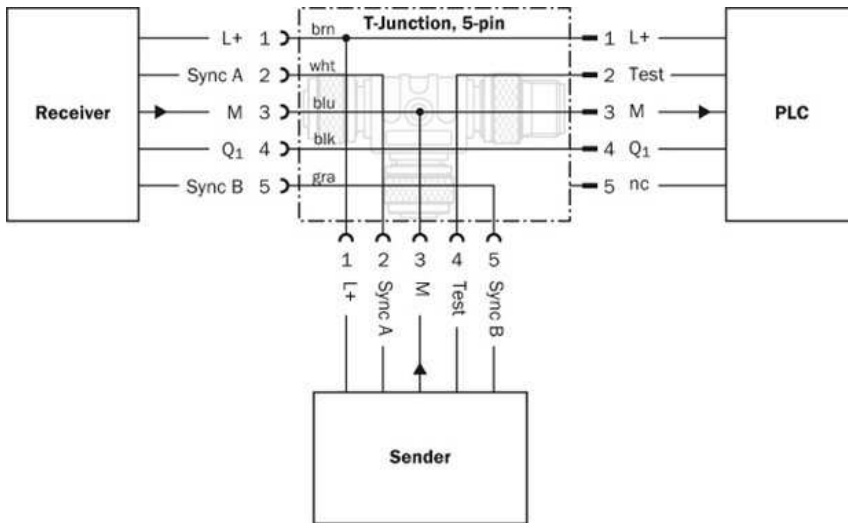 T-Junction, 5-pin
L+ 1 brn 1 L+
Sync A 2 wht 2 Test
M 3 blu 3 M
Q1 4 blk 4 Q1
Sync B 5 gra 5 nc
Receiver
PLC
1 2 3 4 5
L+ Sync A M Test Sync B
Sender